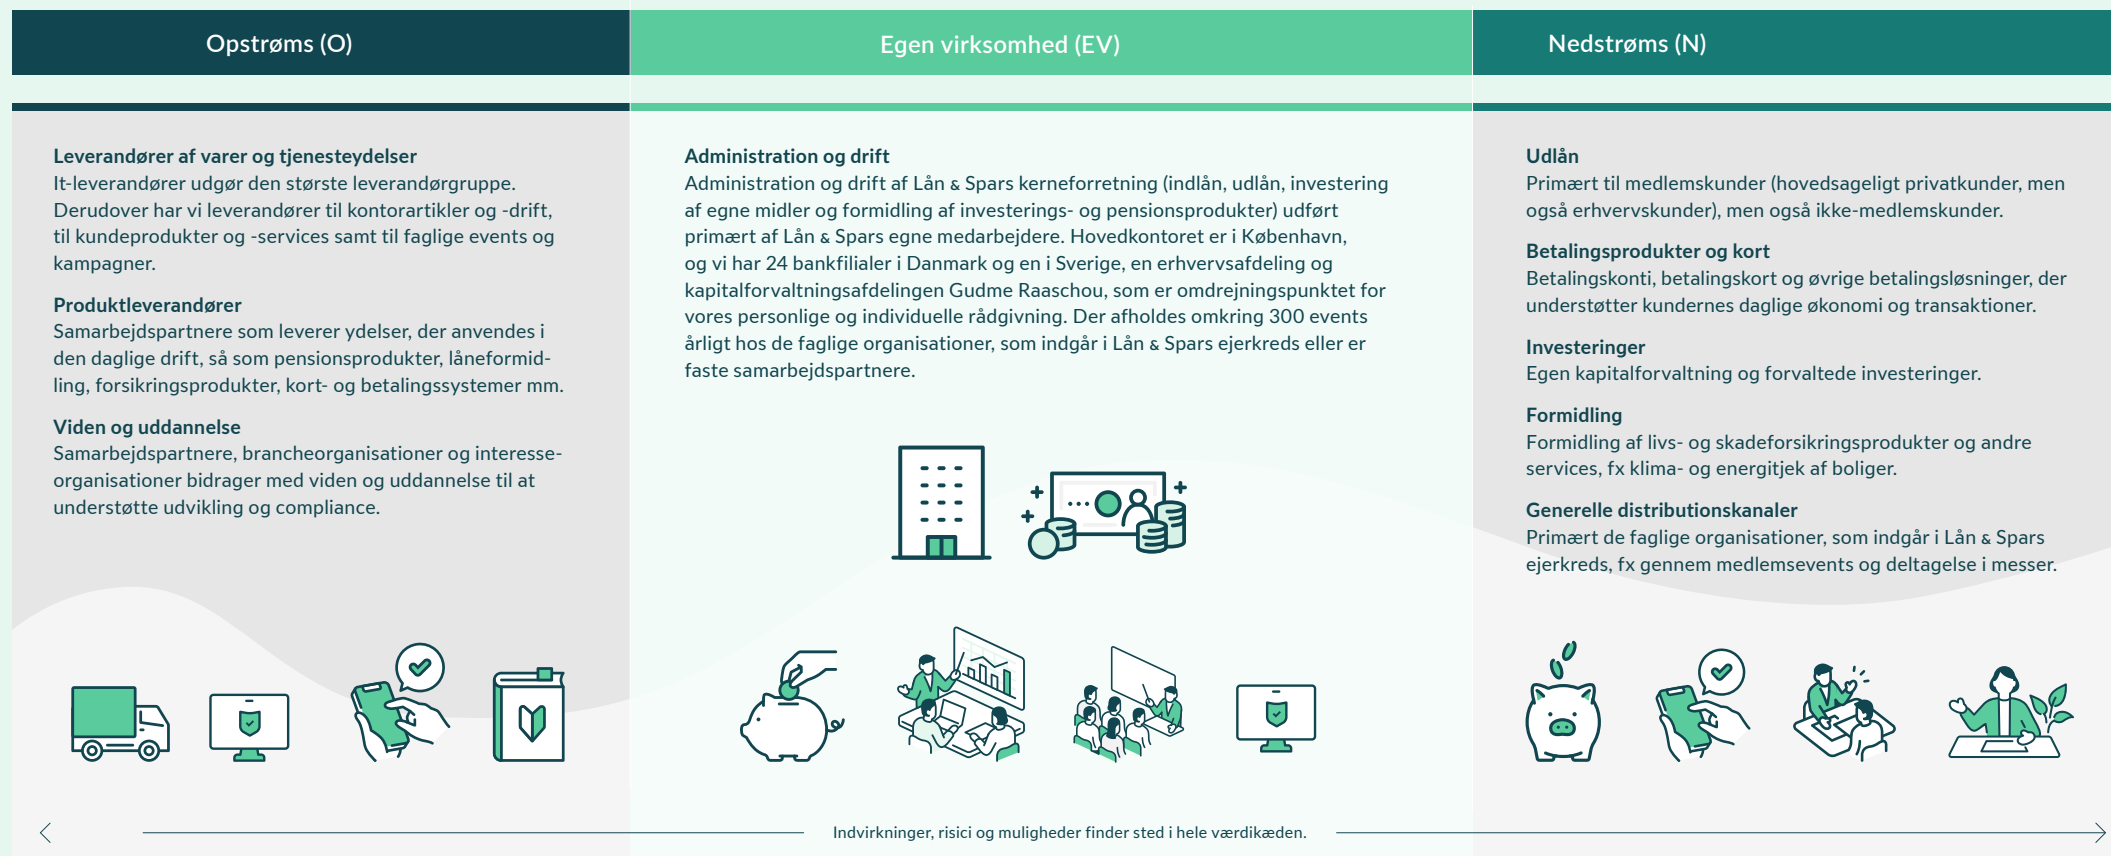 Opstrøms (O)
Egen virksomhed (EV)
Nedstrøms (N)
Leverandører af varer og tjenesteydelser
It-leverandører udgør den største leverandørgruppe.
Derudover har vi leverandører til kontorartikler og -drift,
til kundeprodukter og -services samt til faglige events og
kampagner.
Produktleverandører
Samarbejdspartnere som leverer ydelser, der anvendes i
den daglige drift, så som pensionsprodukter, låneformid-
ling, forsikringsprodukter, kort- og betalingssystemer mm.
Viden og uddannelse
Samarbejdspartnere, brancheorganisationer og interesse-
organisationer bidrager med viden og uddannelse til at
understøtte udvikling og compliance.
Administration og drift
Administration og drift af Lån & Spars kerneforretning (indlån, udlån, investering
af egne midler og formidling af investerings- og pensionsprodukter) udført
primært af Lån & Spars egne medarbejdere. Hovedkontoret er i København,
og vi har 24 bankfilialer i Danmark og en i Sverige, en erhvervsafdeling og
kapitalforvaltningsafdelingen Gudme Raaschou, som er omdrejningspunktet for
vores personlige og individuelle rådgivning. Der afholdes omkring 300 events
årligt hos de faglige organisationer, som indgår i Lån & Spars ejerkreds eller er
faste samarbejdspartnere.
Udlån
Primært til medlemskunder (hovedsageligt privatkunder, men
også erhvervskunder), men også ikke-medlemskunder.
Betalingsprodukter og kort
Betalingskonti, betalingskort og øvrige betalingsløsninger, der
understøtter kundernes daglige økonomi og transaktioner.
Investeringer
Egen kapitalforvaltning og forvaltede investeringer.
Formidling
Formidling af livs- og skadeforsikringsprodukter og andre
services, fx klima- og energitjek af boliger.
Generelle distributionskanaler
Primært de faglige organisationer, som indgår i Lån & Spars
ejerkreds, fx gennem medlemsevents og deltagelse i messer.
Indvirkninger, risici og muligheder finder sted i hele værdikæden.